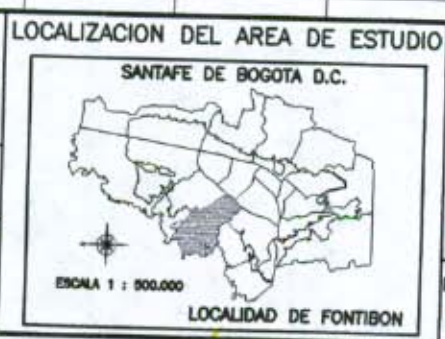 LOCALIZACION DEL AREA DE ESTUDIO
SANTAFE DE BOGOTA D.C.
ESCALA 1 : 500.000
LOCALIDAD DE FONTIBON